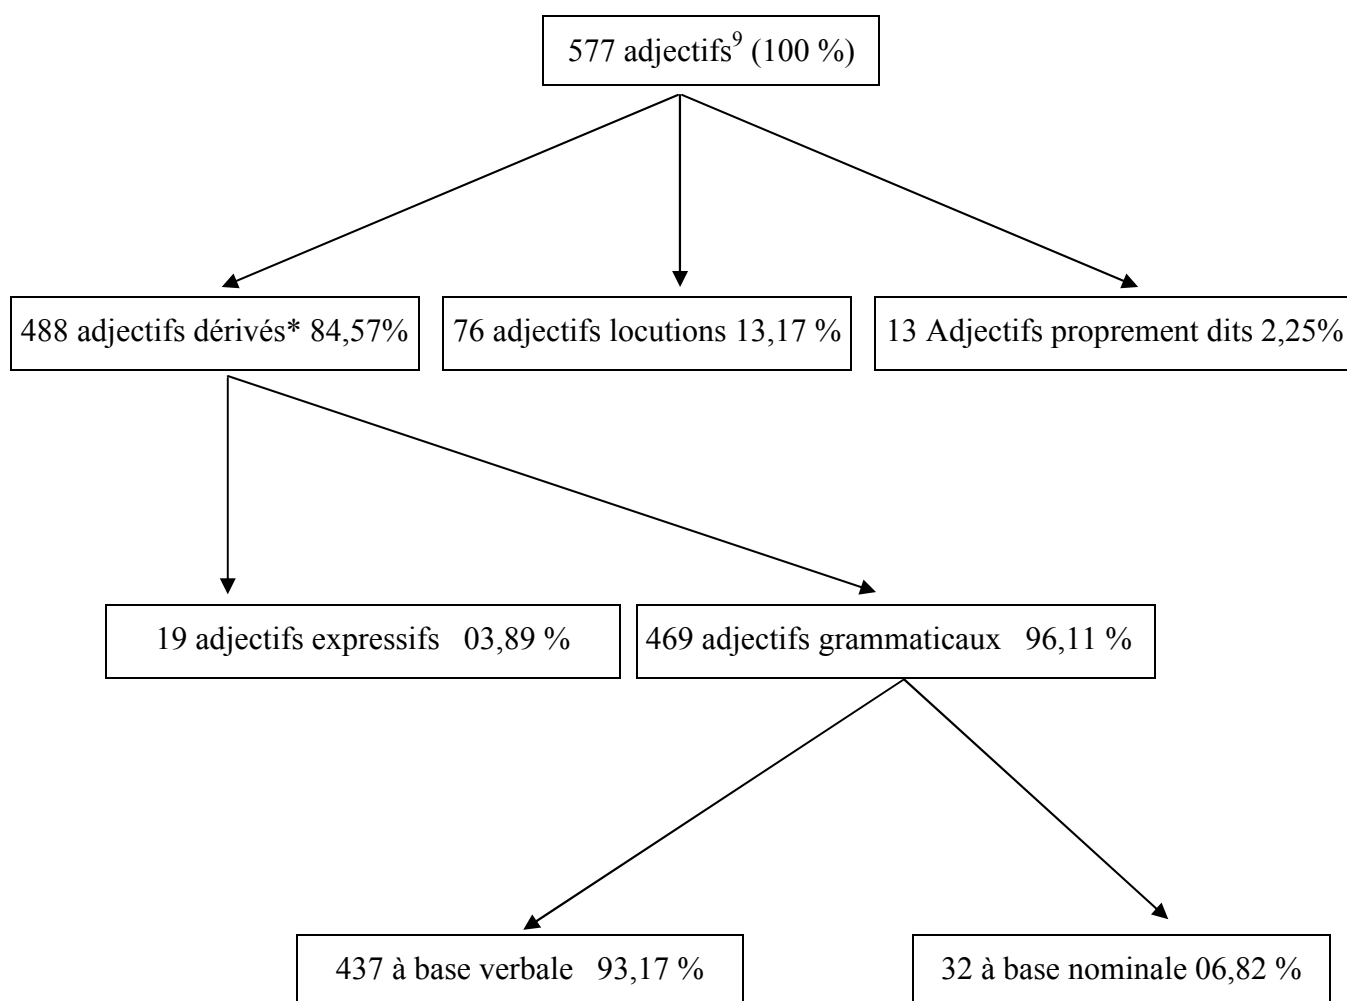 577 adjectifs⁹ (100 %)
488 adjectifs dérivés* 84,57%
76 adjectifs locutions 13,17 %
13 Adjectifs proprement dits 2,25%
19 adjectifs expressifs 03,89 %
469 adjectifs grammaticaux 96,11 %
437 à base verbale 93,17 %
32 à base nominale 06,82 %